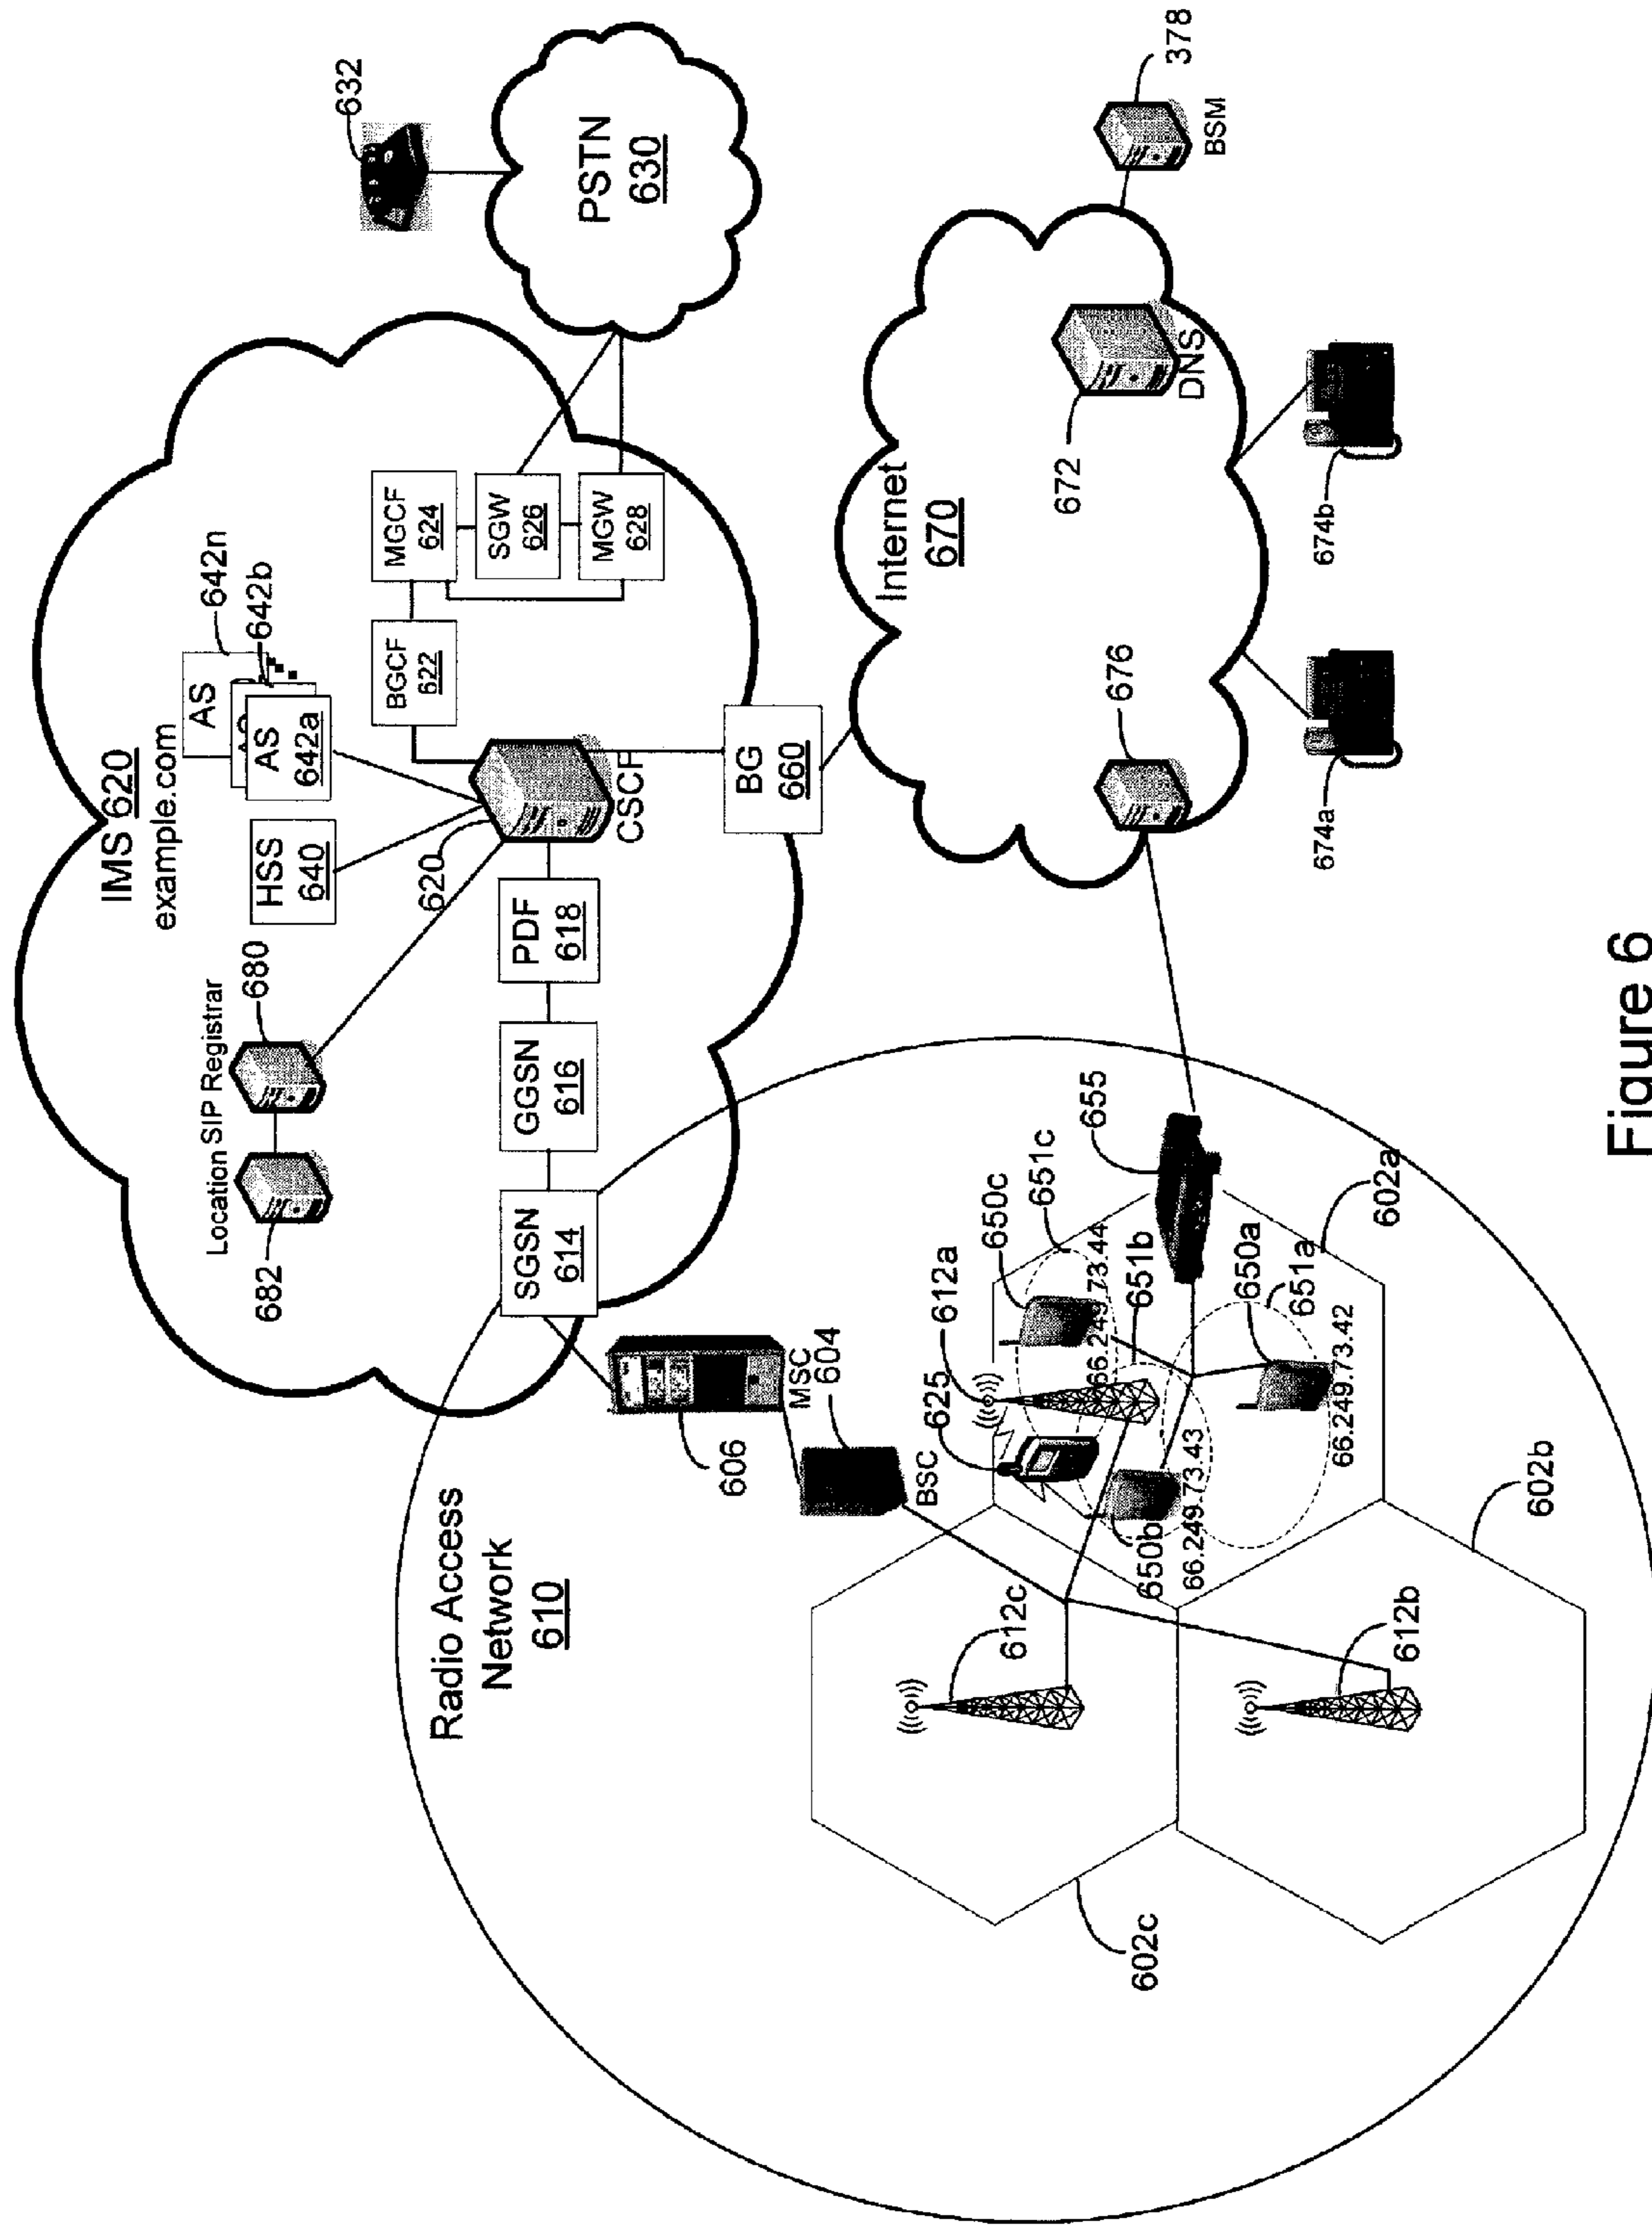 IMS 620
example.com
Location SIP Registrar
682
680
HSS
640
AS
AS
642a
642n
642b
632
PSTN
630
MGCF
624
SGW
626
MGW
628
BGCF
622
620
CSCF
PDF
618
GGSN
616
SGSN
614
BG
660
Radio Access
Network
610
606
MSC
604
BSC
Internet
670
672
DNS
378
BSM
676
674a
674b
625
612a
650c
651c
66.249.73.44
651b
655
650a
651a
66.249.73.42
650b
66.249.73.43
602a
602b
612c
612b
602c
Figure 6